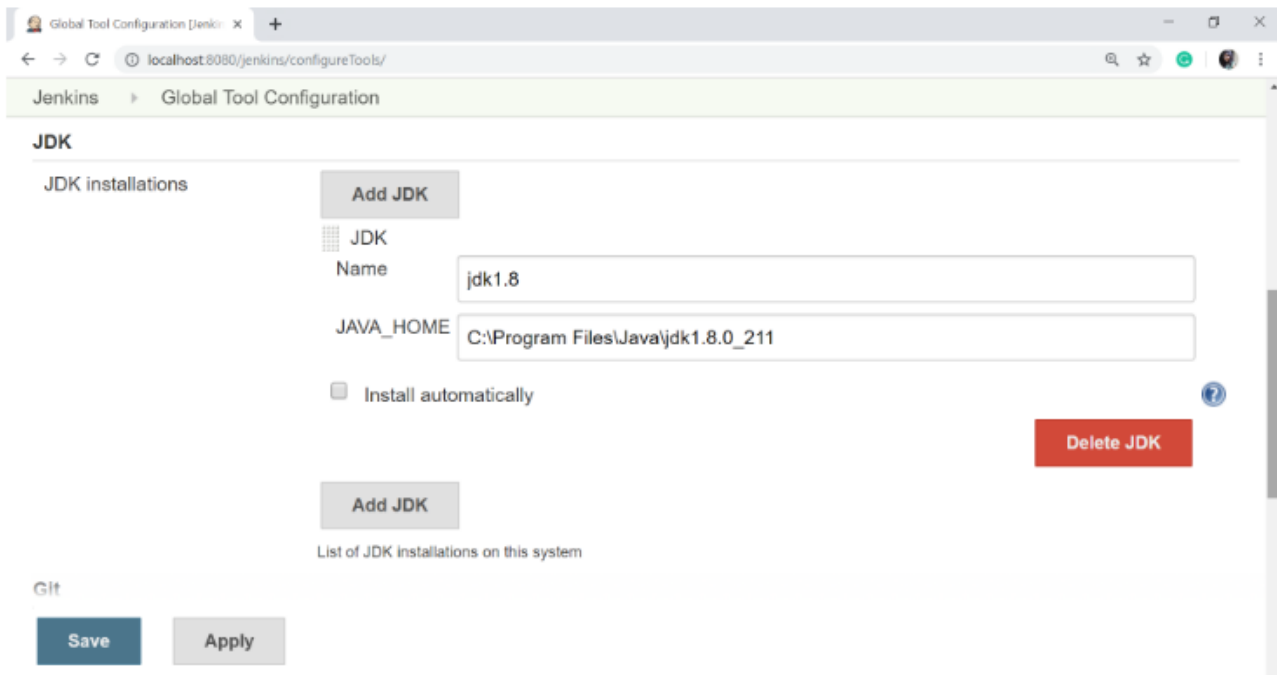 Global Tool Configuration [Jenkin
localhost:8080/jenkins/configureTools/
Jenkins Global Tool Configuration
JDK
JDK installations
Add JDK
JDK
Name
jdk1.8
JAVA_HOME
C:\Program Files\Java\jdk1.8.0_211
Install automatically
Delete JDK
Add JDK
List of JDK installations on this system
Git
Save Apply